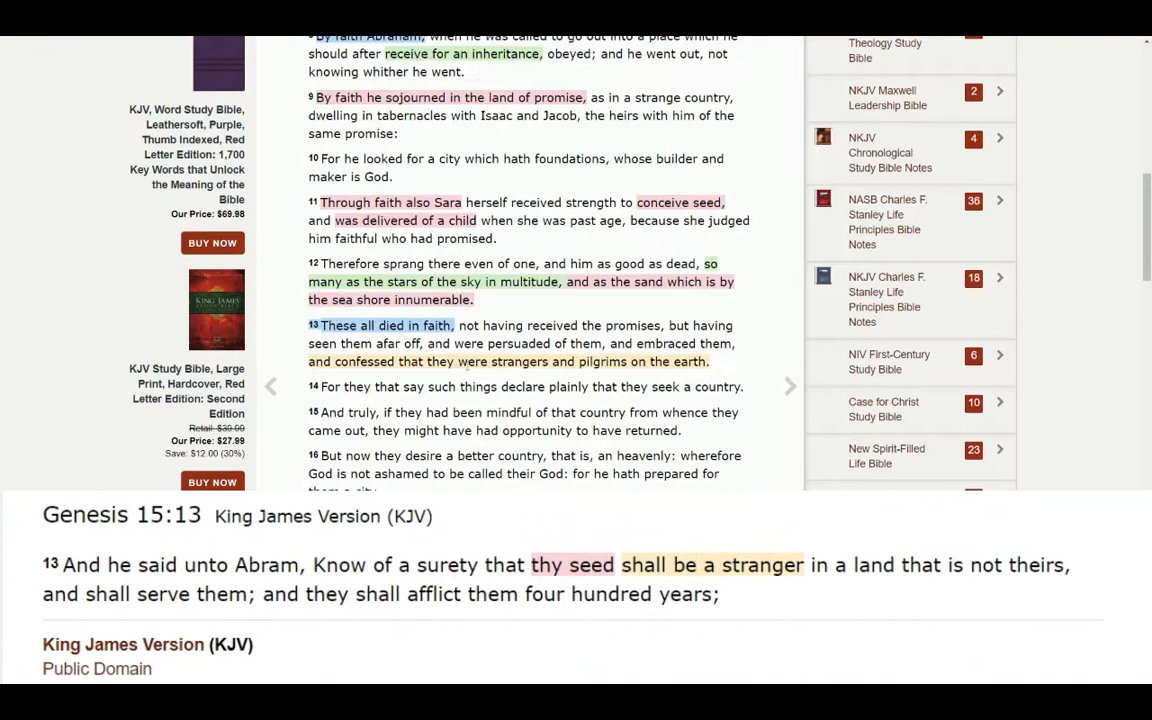 KJV, Word Study Bible,
Leathersoft, Purple,
Thumb Indexed, Red
Letter Edition: 1,700
Key Words that Unlock
the Meaning of the
Bible
Our Price: $69.98
BUY NOW
KING JAMES
KJV Study Bible, Large
Print, Hardcover, Red
Letter Edition: Second
Edition
Retail: $39.99
Our Price: $27.99
Save: $12.00 (30%)
BUY NOW
By faith Abraham, when he was called to go out into a place which he
should after receive for an inheritance, obeyed; and he went out, not
knowing whither he went.
9 By faith he sojourned in the land of promise, as in a strange country,
dwelling in tabernacles with Isaac and Jacob, the heirs with him of the
same promise:
10 For he looked for a city which hath foundations, whose builder and
maker is God.
11 Through faith also Sara herself received strength to conceive seed,
and was delivered of a child when she was past age, because she judged
him faithful who had promised.
12 Therefore sprang there even of one, and him as good as dead, so
many as the stars of the sky in multitude, and as the sand which is by
the sea shore innumerable.
13 These all died in faith, not having received the promises, but having
seen them afar off, and were persuaded of them, and embraced them,
and confessed that they were strangers and pilgrims on the earth.
14 For they that say such things declare plainly that they seek a country.
15 And truly, if they had been mindful of that country from whence they
came out, they might have had opportunity to have returned.
16 But now they desire a better country, that is, an heavenly: wherefore
God is not ashamed to be called their God: for he hath prepared for
them a city.
Theology Study
Bible
NKJV Maxwell
Leadership Bible
2
NKJV
Chronological
Study Bible Notes
4
NASB Charles F.
Stanley Life
Principles Bible
Notes
36
NKJV Charles F.
Stanley Life
Principles Bible
Notes
18
NIV First-Century
Study Bible
6
Case for Christ
Study Bible
10
New Spirit-Filled
Life Bible
23
Genesis 15:13 King James Version (KJV)
13 And he said unto Abram, Know of a surety that thy seed shall be a stranger in a land that is not theirs,
and shall serve them; and they shall afflict them four hundred years;
King James Version (KJV)
Public Domain